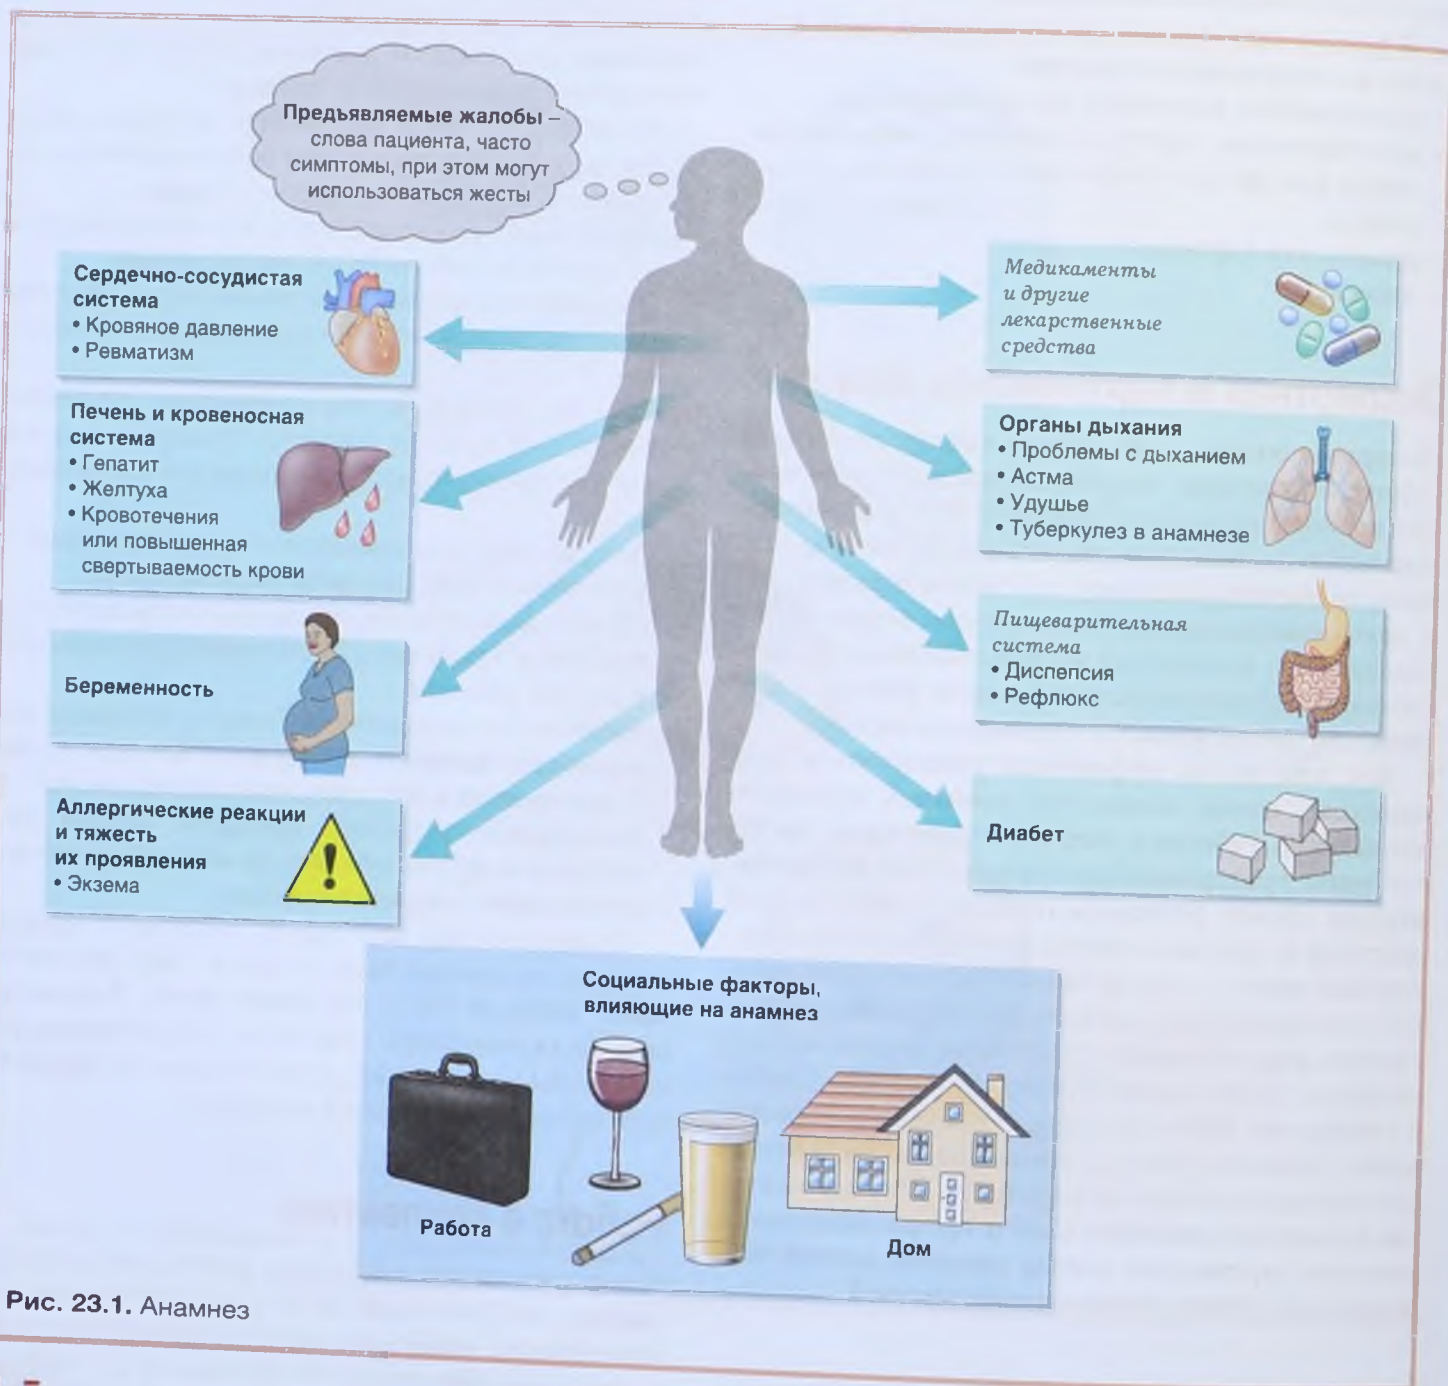 Предъявляемые жалобы –
слова пациента, часто
симптомы, при этом могут
использоваться жесты
Сердечно-сосудистая
система
• Кровяное давление
• Ревматизм
Печень и кровеносная
система
• Гепатит
• Желтуха
• Кровотечения
или повышенная
свертываемость крови
Беременность
Аллергические реакции
и тяжесть
их проявления
• Экзема
Медикаменты
и другие
лекарственные
средства
Органы дыхания
• Проблемы с дыханием
• Астма
• Удушье
• Туберкулез в анамнезе
Пищеварительная
система
• Диспепсия
• Рефлюкс
Диабет
Социальные факторы,
влияющие на анамнез
Работа
Дом
Рис. 23.1. Анамнез